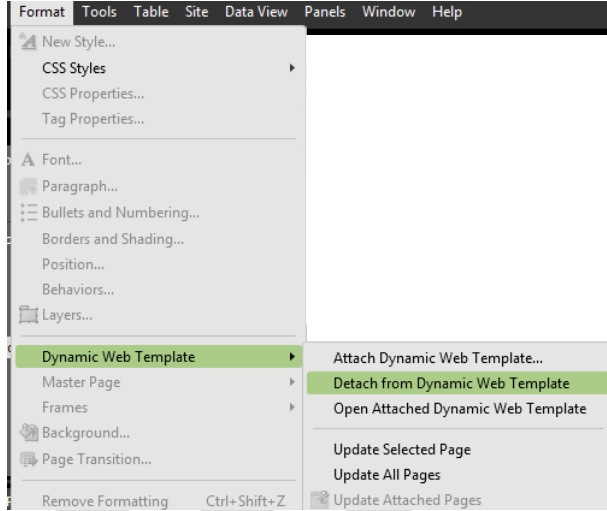 Format Tools Table Site Data View Panels Window Help
New Style...
CSS Styles
CSS Properties...
Tag Properties...
Font...
Paragraph...
Bullets and Numbering...
Borders and Shading...
Position...
Behaviors...
Layers...
Dynamic Web Template
Master Page
Frames
Background...
Page Transition...
Remove Formatting Ctrl+Shift+Z
Attach Dynamic Web Template...
Detach from Dynamic Web Template
Open Attached Dynamic Web Template
Update Selected Page
Update All Pages
Update Attached Pages